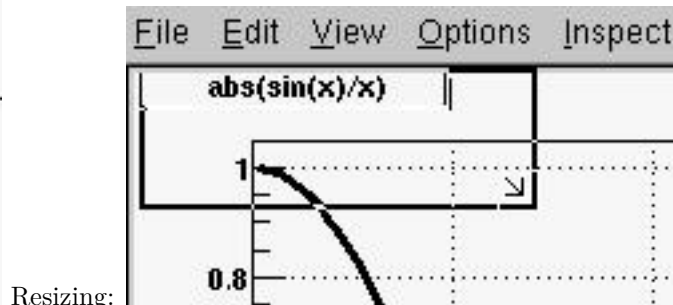 File Edit View Options Inspect
abs(sin(x)/x)
1
0.8
Resizing: